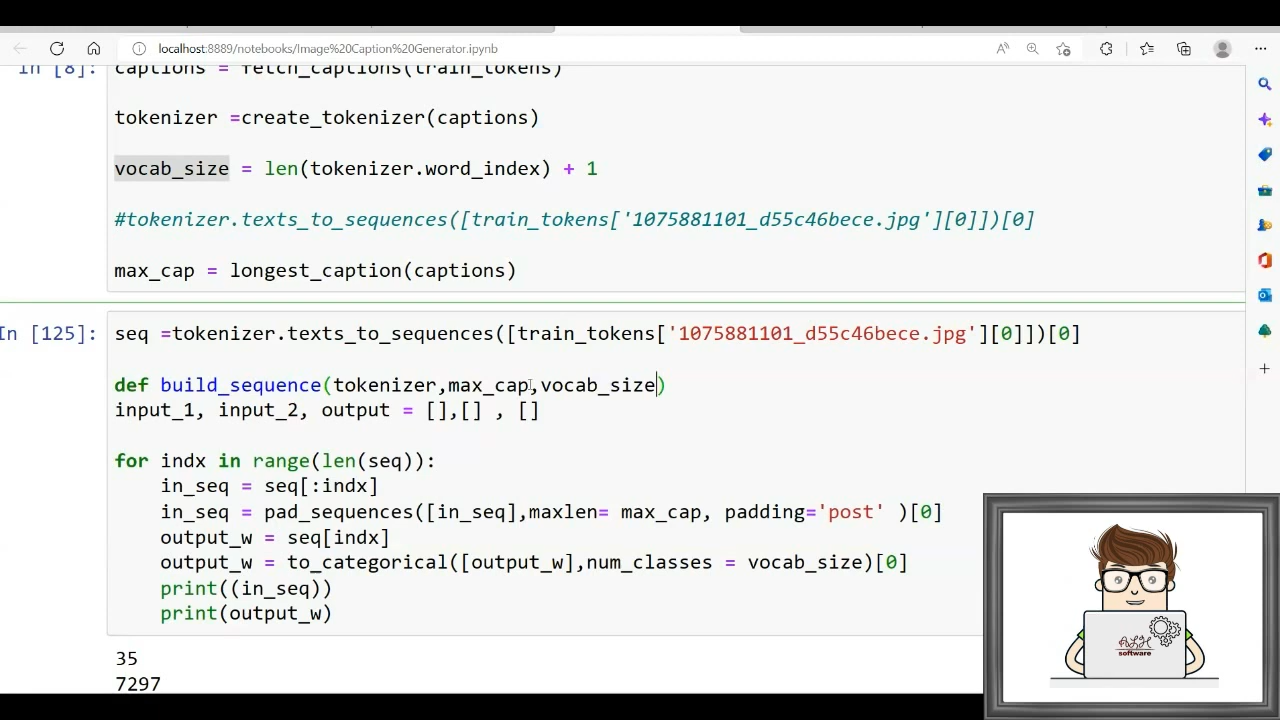 localhost:8889/notebooks/Image%20Caption%20Generator.ipynb
In [8]: captions = fetch_captions(train_tokens)
tokenizer =create_tokenizer(captions)
vocab_size = len(tokenizer.word_index) + 1
#tokenizer.texts_to_sequences([train_tokens['1075881101_d55c46bece.jpg'][0]])[0]
max_cap = longest_caption(captions)
In [125]: seq =tokenizer.texts_to_sequences([train_tokens['1075881101_d55c46bece.jpg'][0]])[0]
def build_sequence(tokenizer,max_cap,vocab_size)
input_1, input_2, output = [],[] , []
for indx in range(len(seq)):
    in_seq = seq[:indx]
    in_seq = pad_sequences([in_seq],maxlen= max_cap, padding='post' )[0]
    output_w = seq[indx]
    output_w = to_categorical([output_w],num_classes = vocab_size)[0]
    print((in_seq))
    print(output_w)
35
7297
software